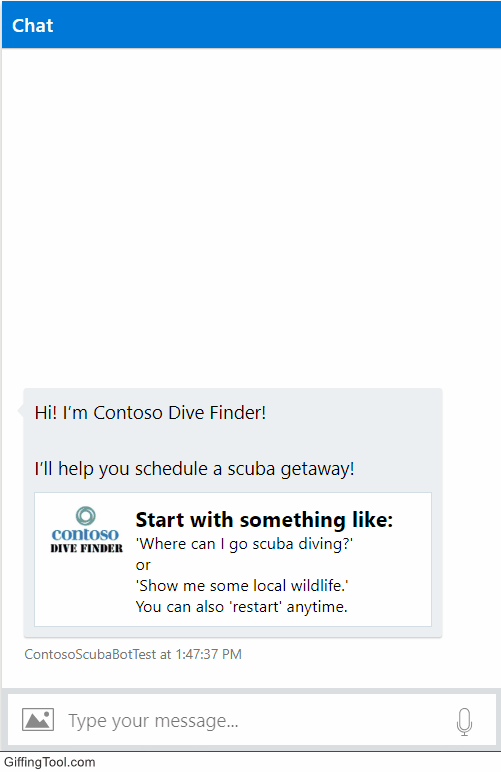 Chat
Hi! I'm Contoso Dive Finder!
I'll help you schedule a scuba getaway!
contoso
DIVE FINDER
Start with something like:
'Where can I go scuba diving?'
or
'Show me some local wildlife.'
You can also 'restart' anytime.
ContosoScubaBotTest at 1:47:37 PM
Type your message...
GiffingTool.com